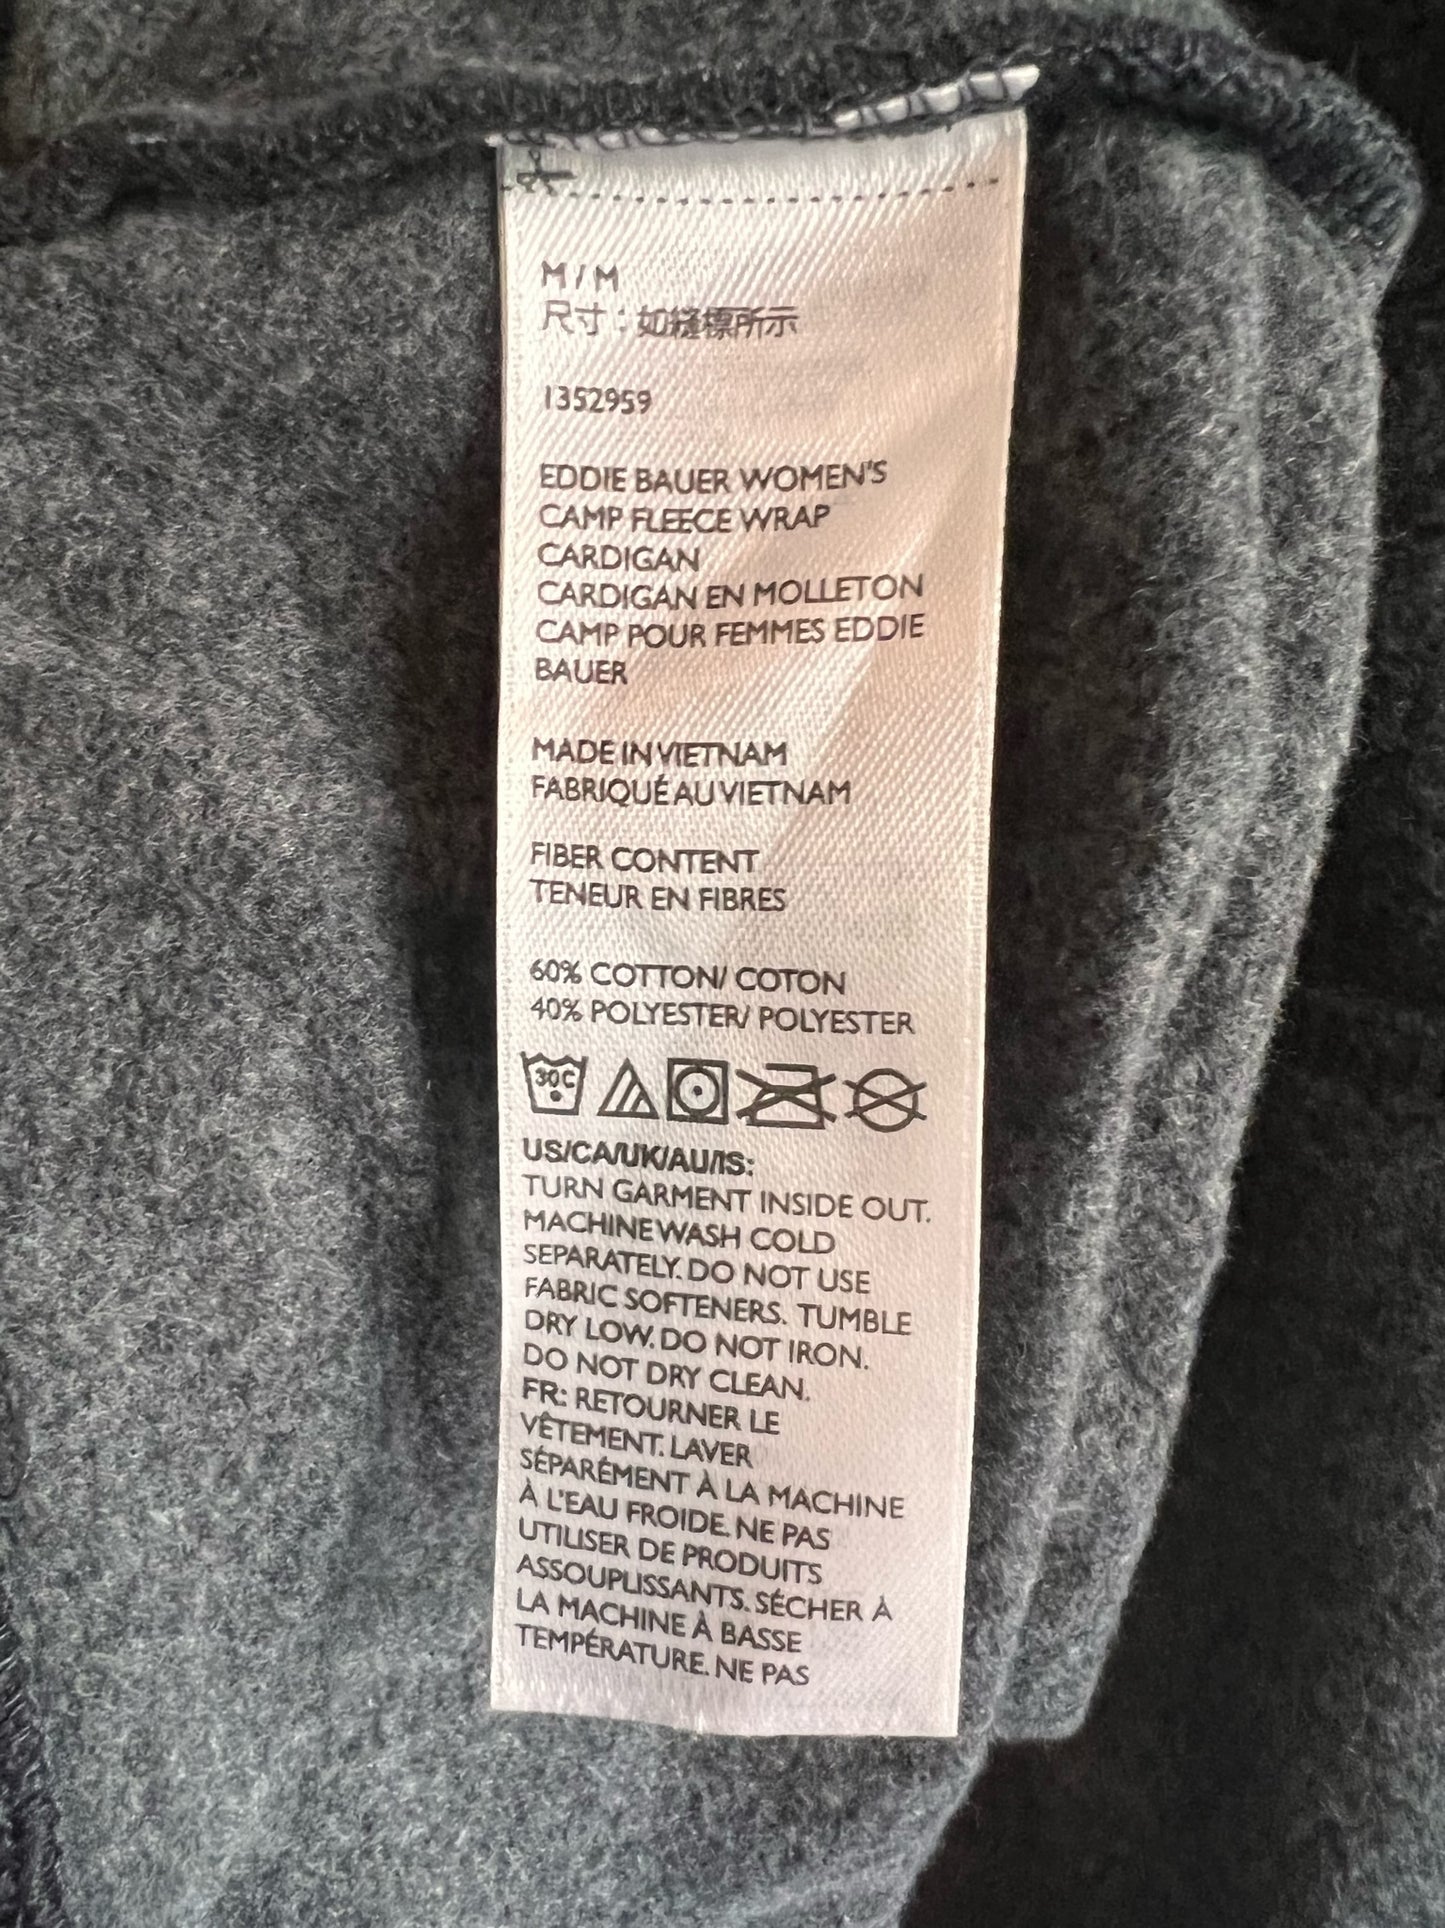 M / M
尺寸：如縫標所示
1352959
EDDIE BAUER WOMEN'S
CAMP FLEECE WRAP
CARDIGAN
CARDIGAN EN MOLLETON
CAMP POUR FEMMES EDDIE
BAUER
MADE IN VIETNAM
FABRIQUÉ AU VIETNAM
FIBER CONTENT
TENEUR EN FIBRES
60% COTTON/ COTON
40% POLYESTER/ POLYESTER
30C
US/CA/UK/AU/IS:
TURN GARMENT INSIDE OUT.
MACHINE WASH COLD
SEPARATELY. DO NOT USE
FABRIC SOFTENERS. TUMBLE
DRY LOW. DO NOT IRON.
DO NOT DRY CLEAN.
FR: RETOURNER LE
VÊTEMENT. LAVER
SÉPARÉMENT À LA MACHINE
À L'EAU FROIDE. NE PAS
UTILISER DE PRODUITS
ASSOUPLISSANTS. SÉCHER À
LA MACHINE À BASSE
TEMPÉRATURE. NE PAS